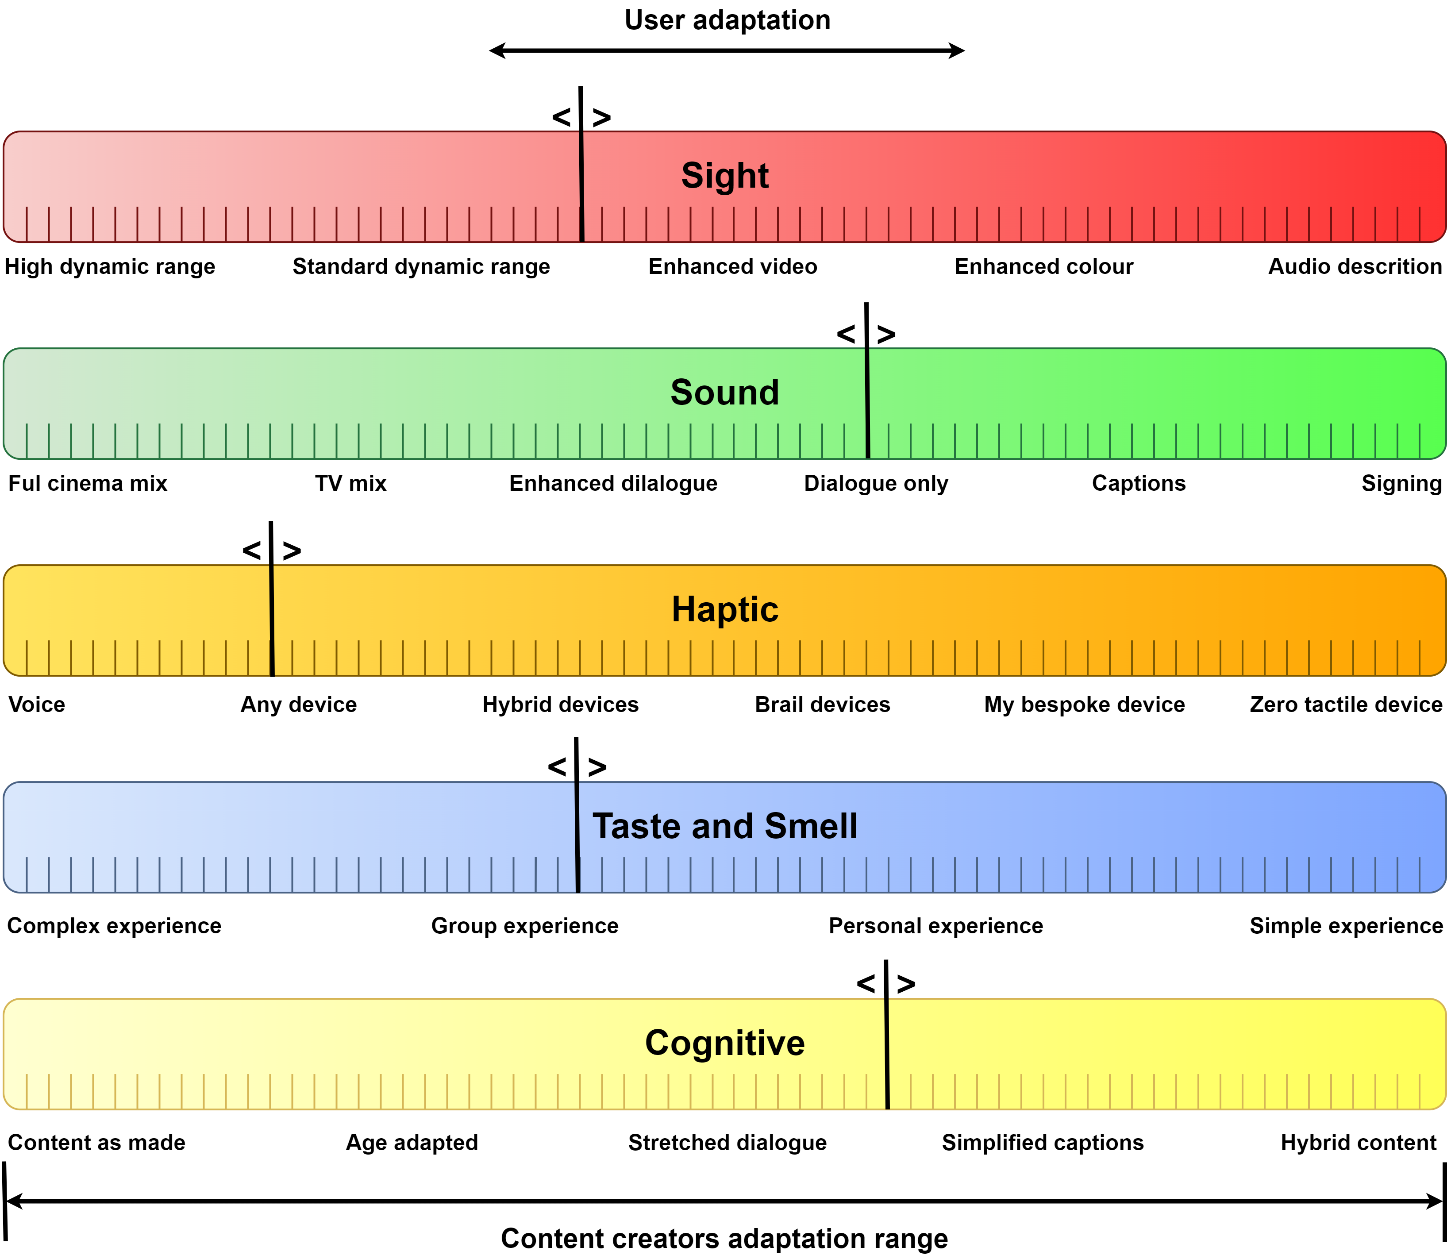 User adaptation
< >
Sight
High dynamic range Standard dynamic range Enhanced video Enhanced colour Audio descrition
< >
Sound
Ful cinema mix TV mix Enhanced dilalogue Dialogue only Captions Signing
< >
Haptic
Voice Any device Hybrid devices Brail devices My bespoke device Zero tactile device
< >
Taste and Smell
Complex experience Group experience Personal experience Simple experience
< >
Cognitive
Content as made Age adapted Stretched dialogue Simplified captions Hybrid content
Content creators adaptation range